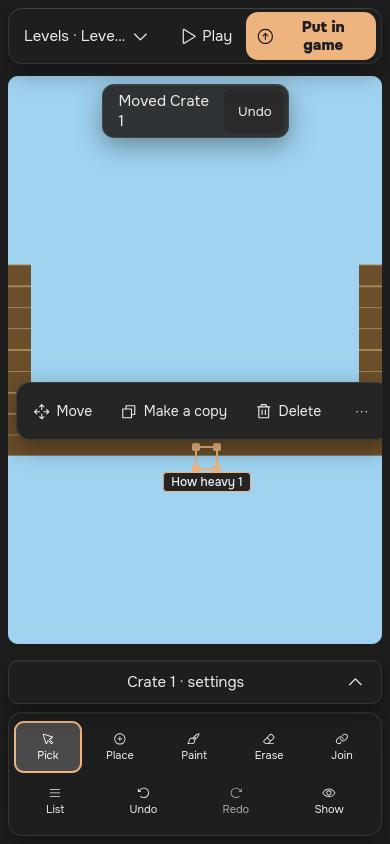 Levels · Leve...
Play
Put in
game
Moved Crate
1
Undo
Move
Make a copy
Delete
...
How heavy 1
Crate 1 · settings
Pick
Place
Paint
Erase
Join
List
Undo
Redo
Show